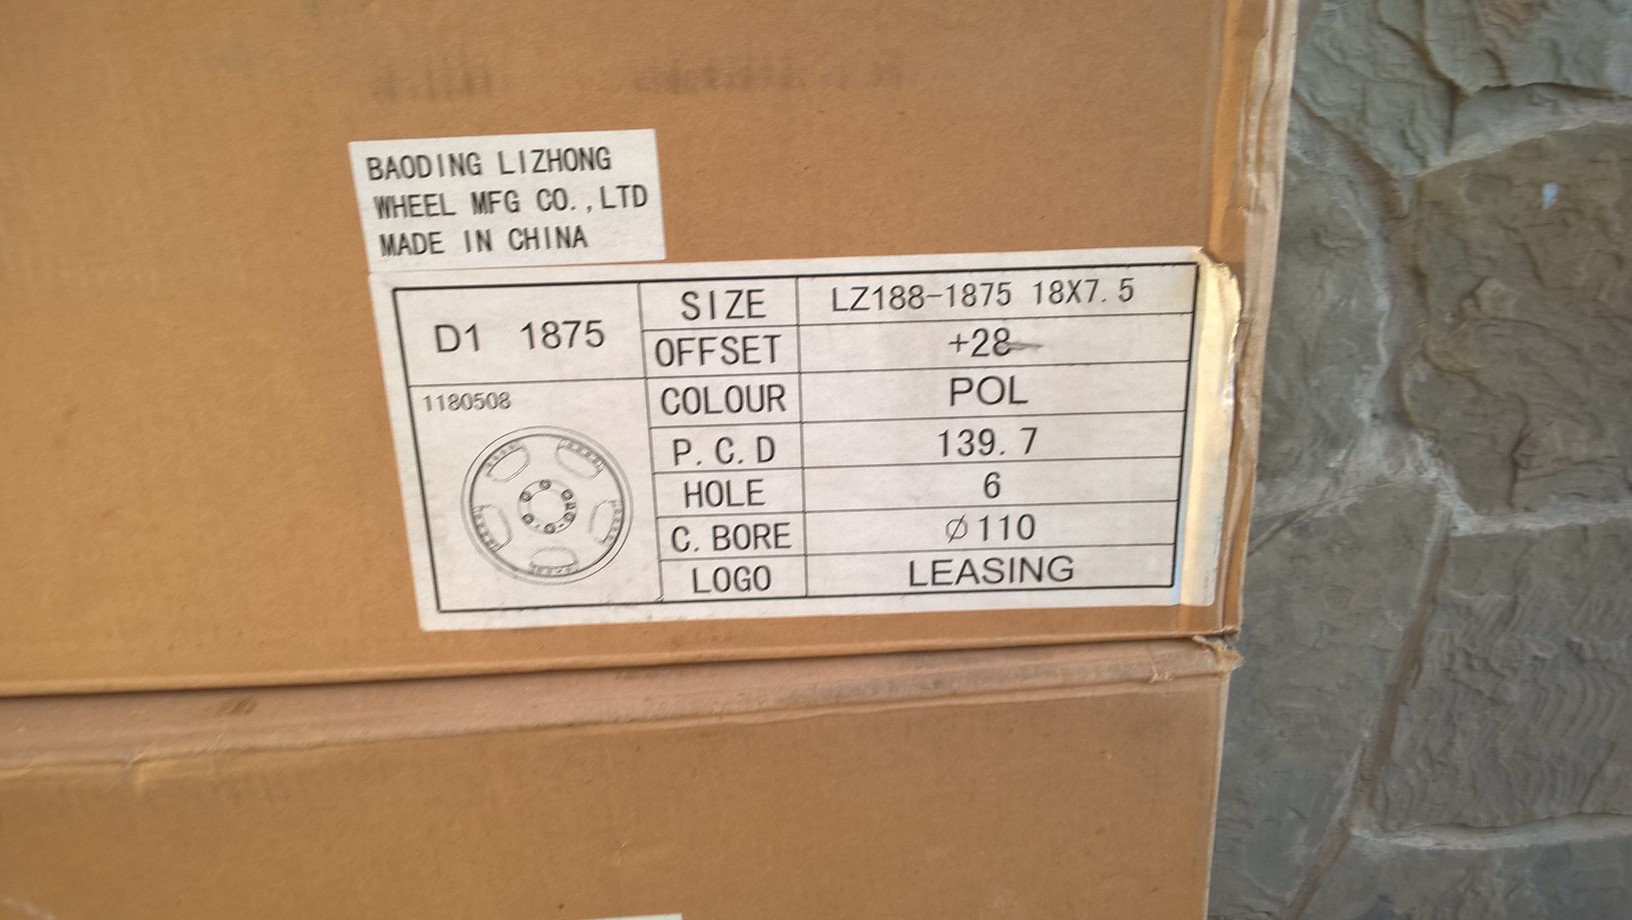 BAODING LIZHONG
WHEEL MFG CO.,LTD
MADE IN CHINA
D1 1875
1180508
SIZE LZ188-1875 18X7.5
OFFSET +28
COLOUR POL
P.C.D 139.7
HOLE 6
C.BORE Ø110
LOGO LEASING